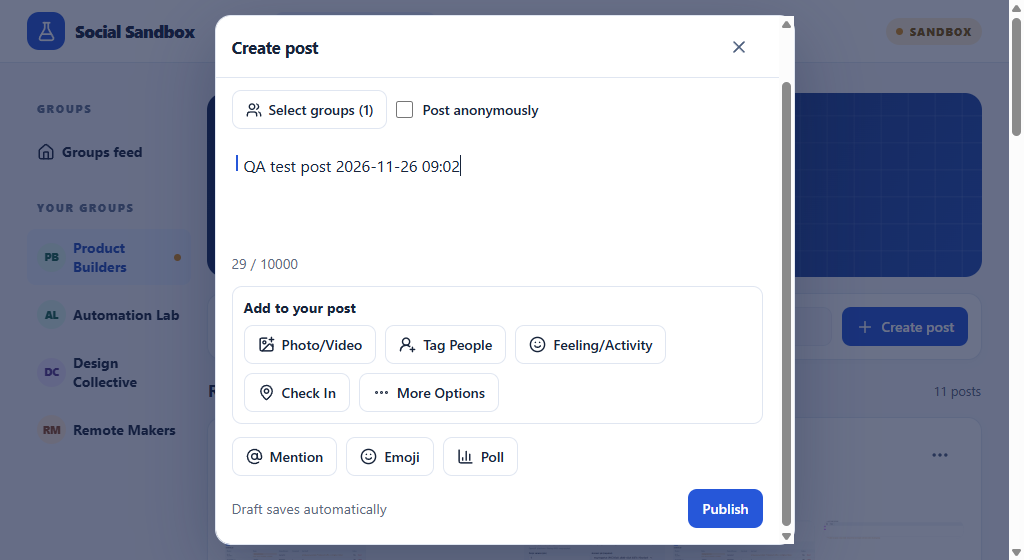 Social Sandbox
SANDBOX
GROUPS
Groups feed
YOUR GROUPS
PB Product Builders
AL Automation Lab
DC Design Collective
RM Remote Makers
Create post
Select groups (1)
Post anonymously
QA test post 2026-11-26 09:02
29 / 10000
Add to your post
Photo/Video
Tag People
Feeling/Activity
Check In
More Options
Mention
Emoji
Poll
Draft saves automatically
Publish
Create post
11 posts